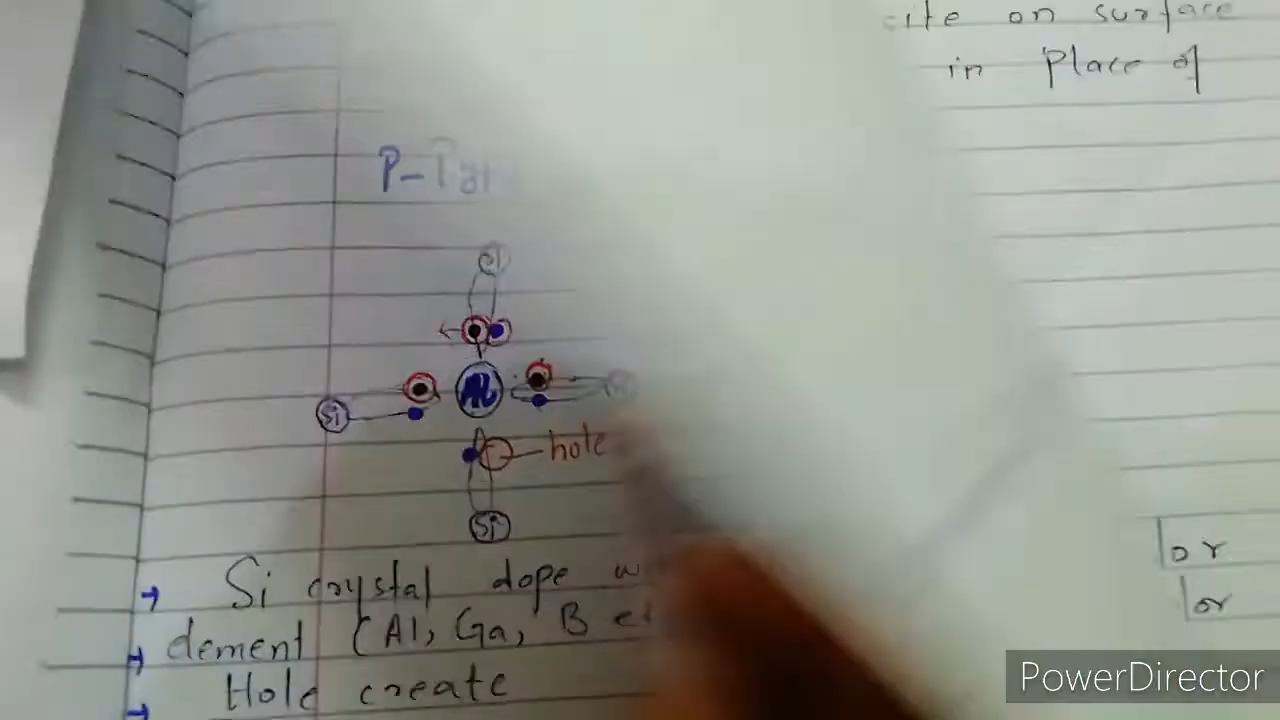 cite on surface
in Place of
P-
Al
Si
hole
Si
Si crystal dope
element (Al, Ga, B
Hole create
or
or
PowerDirector